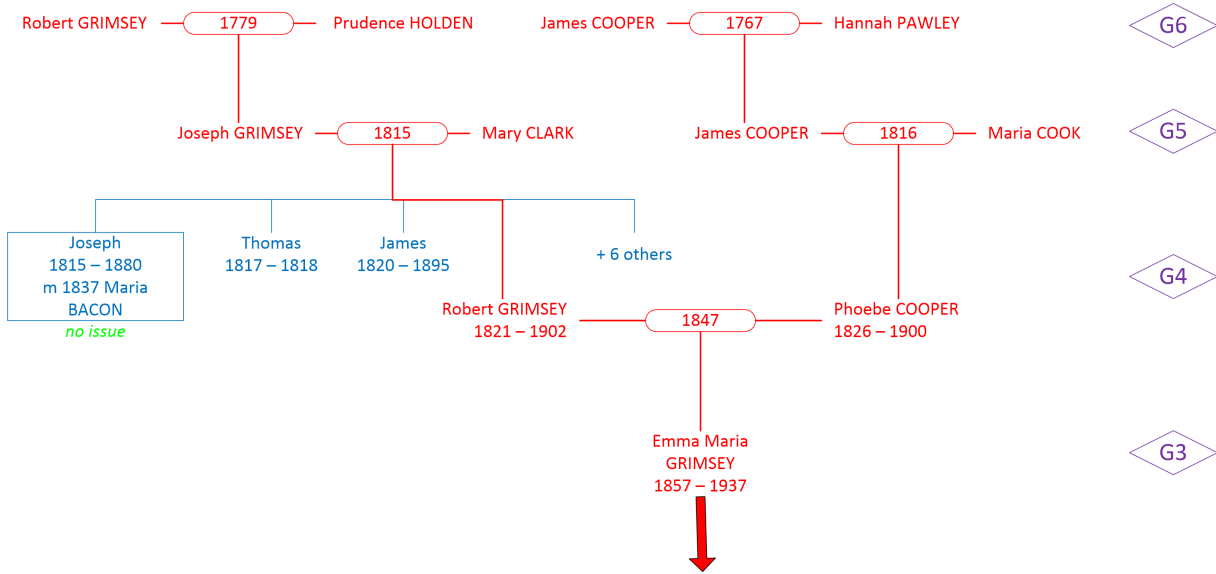 Robert GRIMSEY 1779 Prudence HOLDEN James COOPER 1767 Hannah PAWLEY G6
Joseph GRIMSEY 1815 Mary CLARK James COOPER 1816 Maria COOK G5
Joseph
1815 – 1880
m 1837 Maria
BACON
no issue
Thomas
1817 – 1818
James
1820 – 1895
+ 6 others
G4
Robert GRIMSEY
1821 – 1902
1847
Phoebe COOPER
1826 – 1900
Emma Maria
GRIMSEY
1857 – 1937
G3